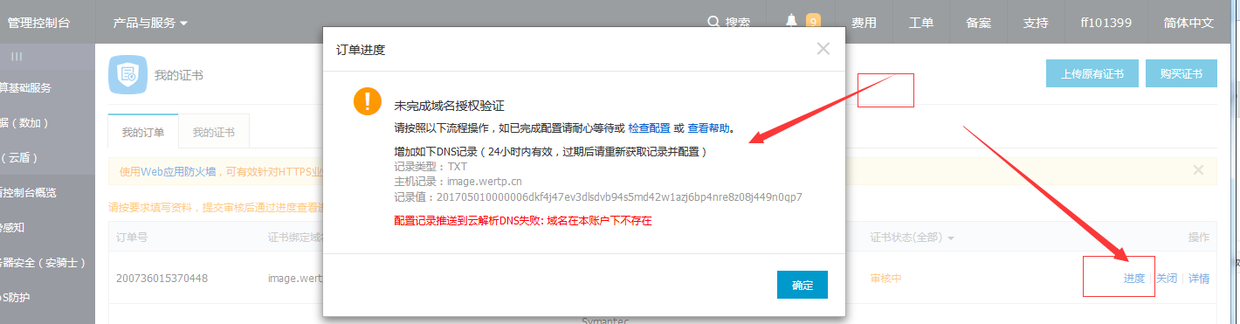 管理控制台 产品与服务 搜索 9 费用 工单 备案 支持 ff101399 简体中文
订单进度
我的证书 上传原有证书 购买证书
算基础服务
未完成域名授权验证
据（数加） 我的订单 我的证书
请按照以下流程操作，如已完成配置请耐心等待或 检查配置 或 查看帮助。
增加如下DNS记录（24小时内有效，过期后请重新获取记录并配置）
（云盾）
记录类型：TXT
使用Web应用防火墙，可有效针对HTTPS业
主机记录：image.wertp.cn
控制台概览
记录值：201705010000006dkf4j47ev3dlsdvb94s5md42w1azj6bp4nre8z08j449n0qp7
请按要求填写资料，提交审核后通过进度查看进
配置记录推送到云解析DNS失败: 域名在本账户下不存在
感知
订单号 证书绑定域 证书状态(全部) 操作
器安全（安骑士）
200736015370448 image.wert 审核中 进度 关闭 详情
确定
S防护
Symantec